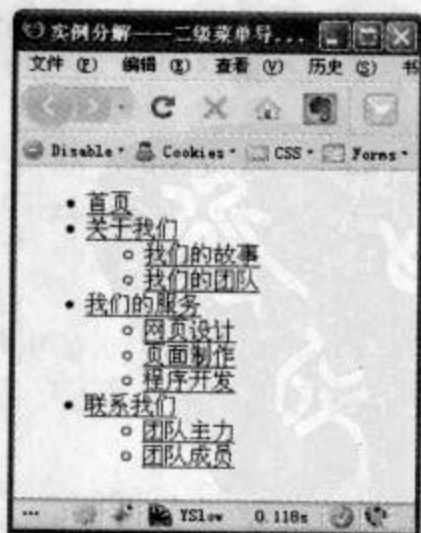 实例分解——二级菜单导...
文件 (F) 编辑 (E) 查看 (V) 历史 (S) 书
Disable Cookies CSS Forms
首页
关于我们
我们的故事
我们的团队
我们的服务
网页设计
页面制作
程序开发
联系我们
团队主力
团队成员
... YSlow 0.118s